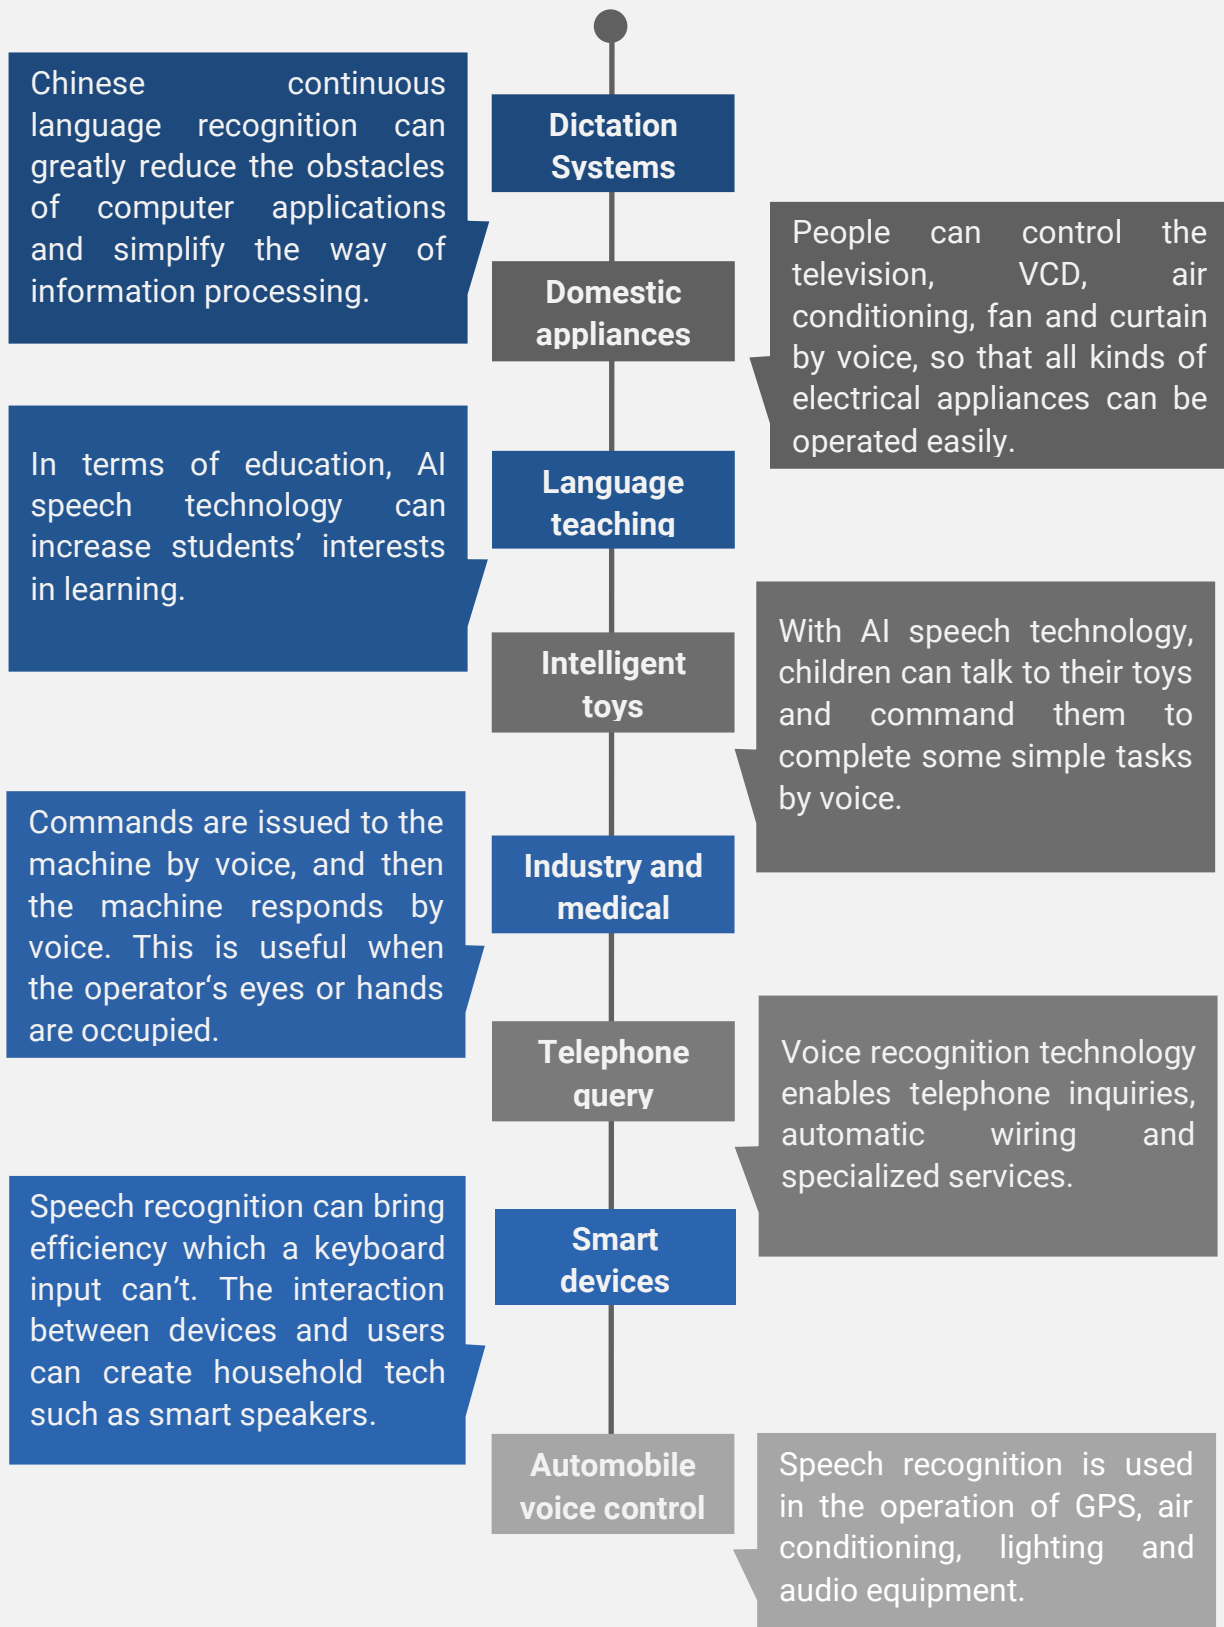 Chinese continuous
language recognition can
greatly reduce the obstacles
of computer applications
and simplify the way of
information processing.
Dictation
Systems
People can control the
television, VCD, air
conditioning, fan and curtain
by voice, so that all kinds of
electrical appliances can be
operated easily.
Domestic
appliances
In terms of education, AI
speech technology can
increase students’ interests
in learning.
Language
teaching
With AI speech technology,
children can talk to their toys
and command them to
complete some simple tasks
by voice.
Intelligent
toys
Commands are issued to the
machine by voice, and then
the machine responds by
voice. This is useful when
the operator‘s eyes or hands
are occupied.
Industry and
medical
Voice recognition technology
enables telephone inquiries,
automatic wiring and
specialized services.
Telephone
query
Speech recognition can bring
efficiency which a keyboard
input can’t. The interaction
between devices and users
can create household tech
such as smart speakers.
Smart
devices
Automobile
voice control
Speech recognition is used
in the operation of GPS, air
conditioning, lighting and
audio equipment.